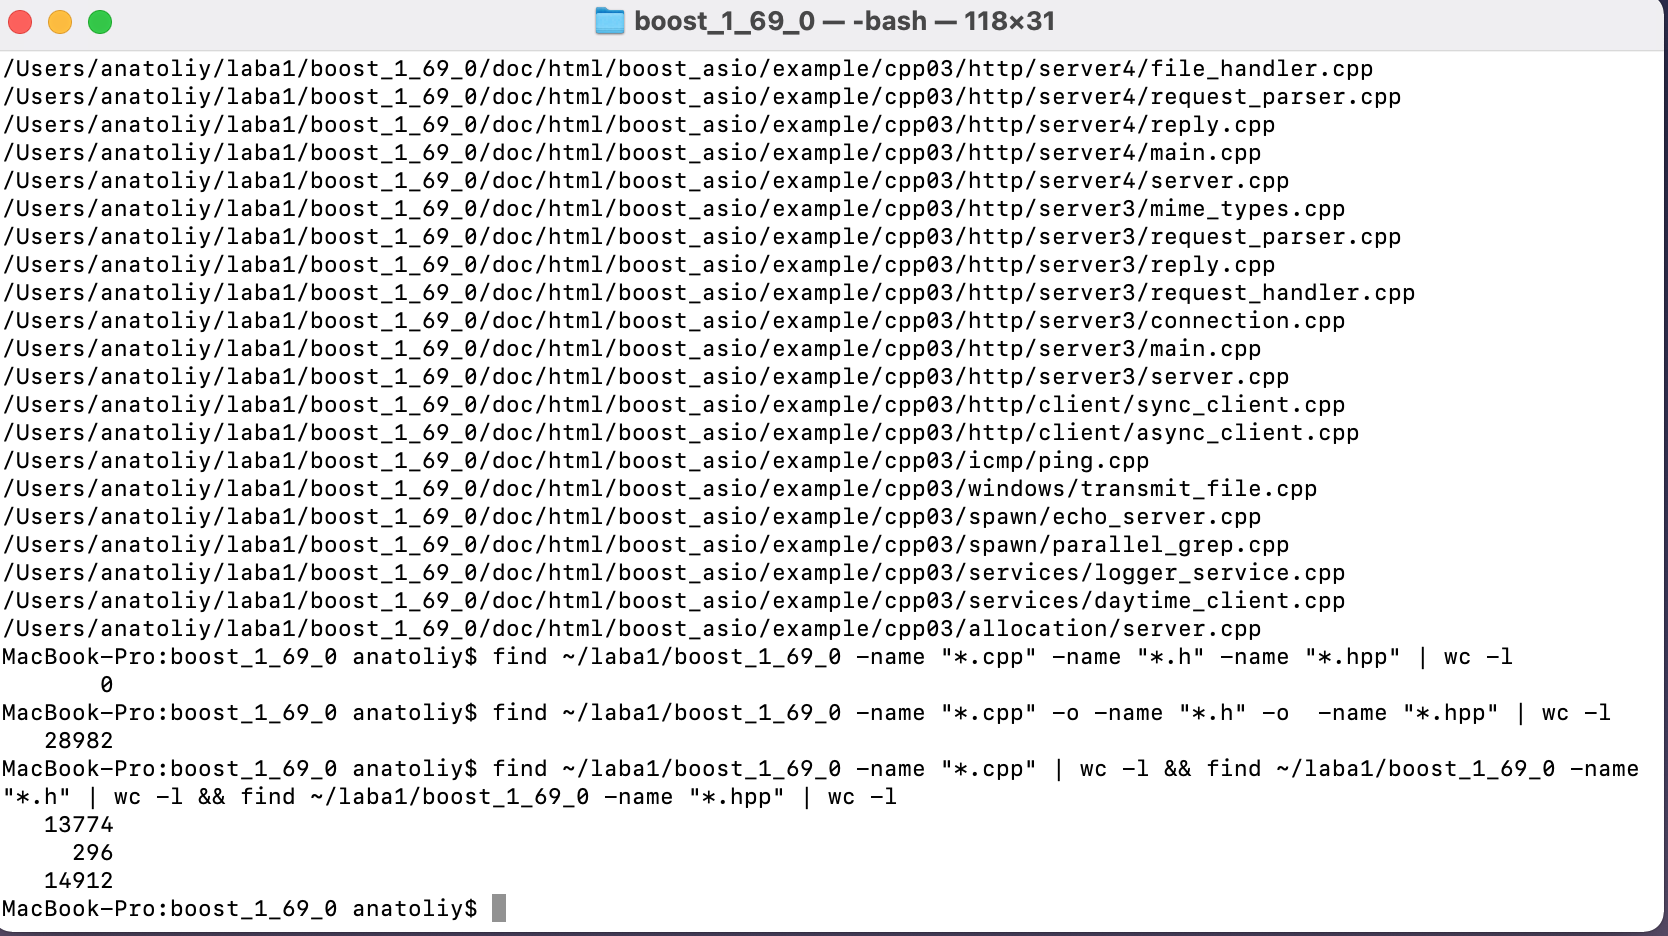 boost_1_69_0 — -bash — 118×31
/Users/anatoliy/laba1/boost_1_69_0/doc/html/boost_asio/example/cpp03/http/server4/file_handler.cpp
/Users/anatoliy/laba1/boost_1_69_0/doc/html/boost_asio/example/cpp03/http/server4/request_parser.cpp
/Users/anatoliy/laba1/boost_1_69_0/doc/html/boost_asio/example/cpp03/http/server4/reply.cpp
/Users/anatoliy/laba1/boost_1_69_0/doc/html/boost_asio/example/cpp03/http/server4/main.cpp
/Users/anatoliy/laba1/boost_1_69_0/doc/html/boost_asio/example/cpp03/http/server4/server.cpp
/Users/anatoliy/laba1/boost_1_69_0/doc/html/boost_asio/example/cpp03/http/server3/mime_types.cpp
/Users/anatoliy/laba1/boost_1_69_0/doc/html/boost_asio/example/cpp03/http/server3/request_parser.cpp
/Users/anatoliy/laba1/boost_1_69_0/doc/html/boost_asio/example/cpp03/http/server3/reply.cpp
/Users/anatoliy/laba1/boost_1_69_0/doc/html/boost_asio/example/cpp03/http/server3/request_handler.cpp
/Users/anatoliy/laba1/boost_1_69_0/doc/html/boost_asio/example/cpp03/http/server3/connection.cpp
/Users/anatoliy/laba1/boost_1_69_0/doc/html/boost_asio/example/cpp03/http/server3/main.cpp
/Users/anatoliy/laba1/boost_1_69_0/doc/html/boost_asio/example/cpp03/http/server3/server.cpp
/Users/anatoliy/laba1/boost_1_69_0/doc/html/boost_asio/example/cpp03/http/client/sync_client.cpp
/Users/anatoliy/laba1/boost_1_69_0/doc/html/boost_asio/example/cpp03/http/client/async_client.cpp
/Users/anatoliy/laba1/boost_1_69_0/doc/html/boost_asio/example/cpp03/icmp/ping.cpp
/Users/anatoliy/laba1/boost_1_69_0/doc/html/boost_asio/example/cpp03/windows/transmit_file.cpp
/Users/anatoliy/laba1/boost_1_69_0/doc/html/boost_asio/example/cpp03/spawn/echo_server.cpp
/Users/anatoliy/laba1/boost_1_69_0/doc/html/boost_asio/example/cpp03/spawn/parallel_grep.cpp
/Users/anatoliy/laba1/boost_1_69_0/doc/html/boost_asio/example/cpp03/services/logger_service.cpp
/Users/anatoliy/laba1/boost_1_69_0/doc/html/boost_asio/example/cpp03/services/daytime_client.cpp
/Users/anatoliy/laba1/boost_1_69_0/doc/html/boost_asio/example/cpp03/allocation/server.cpp
MacBook-Pro:boost_1_69_0 anatoliy$ find ~/laba1/boost_1_69_0 -name "*.cpp" -name "*.h" -name "*.hpp" | wc -l
0
MacBook-Pro:boost_1_69_0 anatoliy$ find ~/laba1/boost_1_69_0 -name "*.cpp" -o -name "*.h" -o  -name "*.hpp" | wc -l
28982
MacBook-Pro:boost_1_69_0 anatoliy$ find ~/laba1/boost_1_69_0 -name "*.cpp" | wc -l && find ~/laba1/boost_1_69_0 -name
"*.h" | wc -l && find ~/laba1/boost_1_69_0 -name "*.hpp" | wc -l
13774
296
14912
MacBook-Pro:boost_1_69_0 anatoliy$